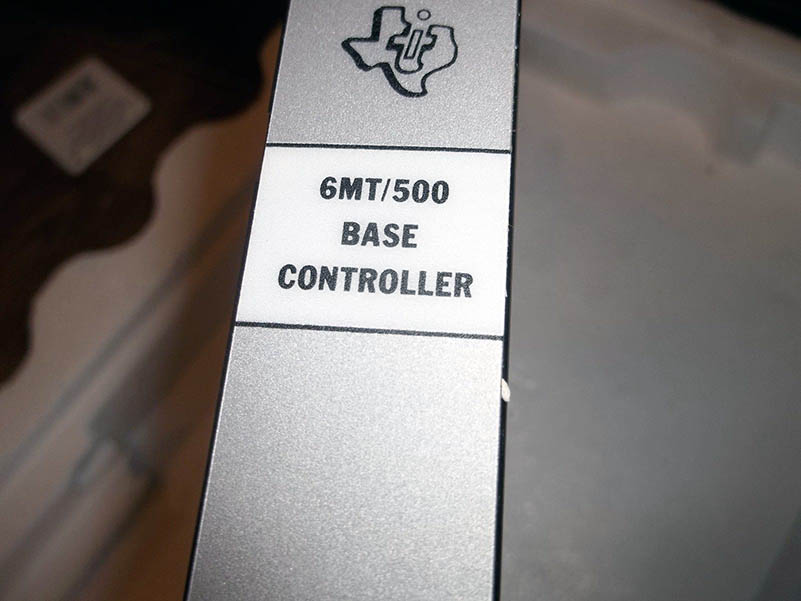 6MT/500
BASE
CONTROLLER